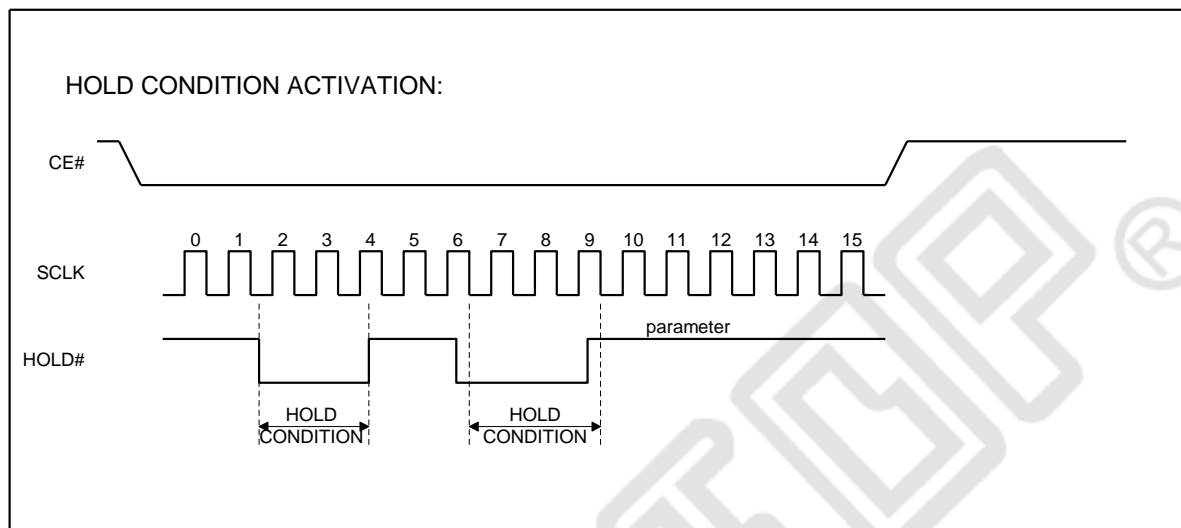 HOLD CONDITION ACTIVATION:
CE#
0 1 2 3 4 5 6 7 8 9 10 11 12 13 14 15
SCLK
parameter
HOLD#
HOLD CONDITION
HOLD CONDITION
®